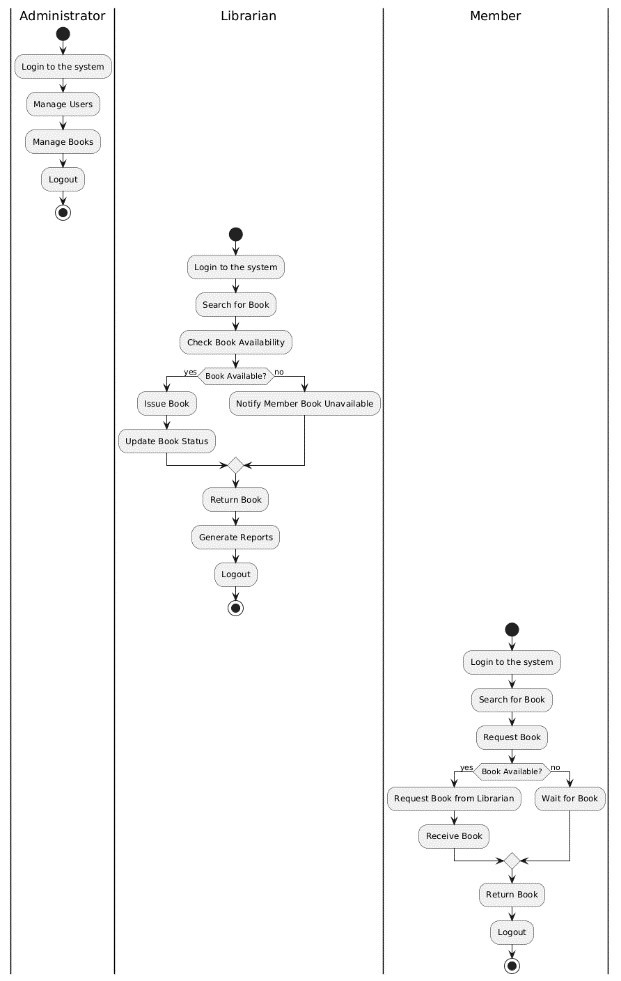 Administrator
Librarian
Member
Login to the system
Manage Users
Manage Books
Logout
Login to the system
Search for Book
Check Book Availability
yes
Book Available?
no
Issue Book
Notify Member Book Unavailable
Update Book Status
Return Book
Generate Reports
Logout
Login to the system
Search for Book
Request Book
yes
Book Available?
no
Request Book from Librarian
Wait for Book
Receive Book
Return Book
Logout